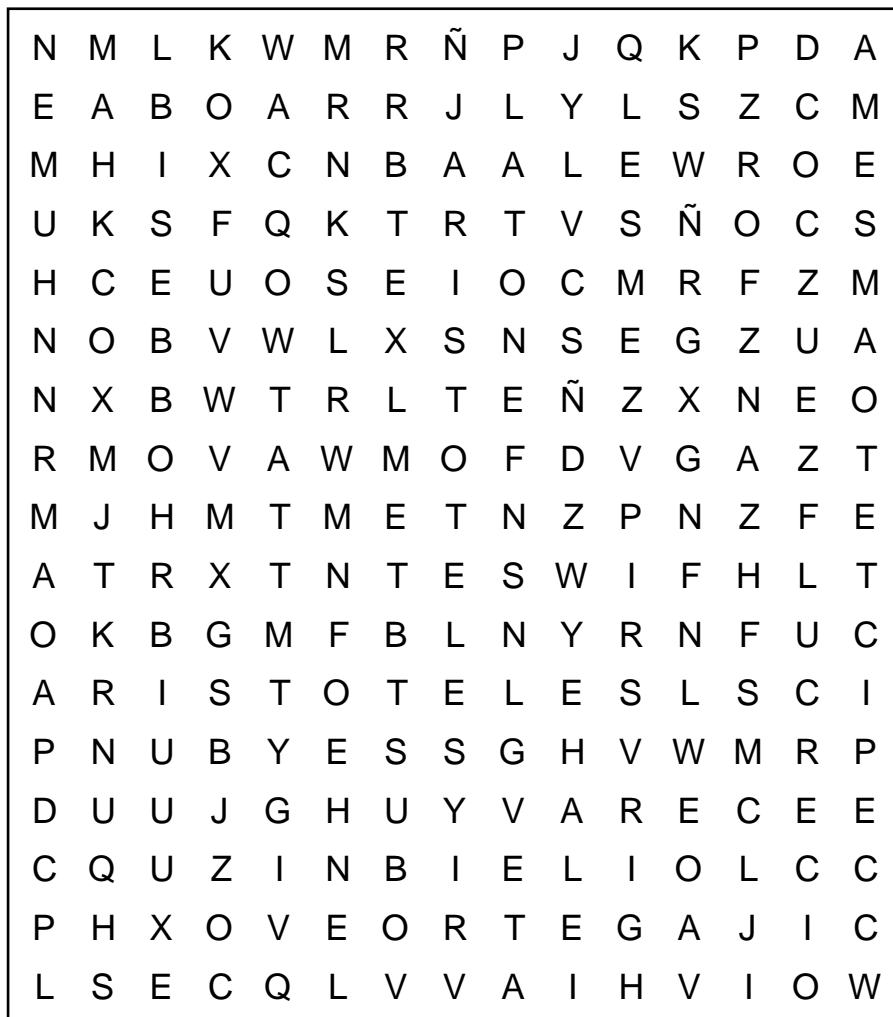 N M L K W M R Ñ P J Q K P D A
E A B O A R R J L Y L S Z C M
M H I X C N B A A L E W R O E
U K S F Q K T R T V S Ñ O C S
H C E U O S E I O C M R F Z M
N O B V W L X S N S E G Z U A
N X B W T R L T E Ñ Z X N E O
R M O V A W M O F D V G A Z T
M J H M T M E T N Z P N Z F E
A T R X T N T E S W I F H L T
O K B G M F B L N Y R N F U C
A R I S T O T E L E S L S C I
P N U B Y E S S G H V W M R P
D U U J G H U Y V A R E C E E
C Q U Z I N B I E L I O L C C
P H X O V E O R T E G A J I C
L S E C Q L V V A I H V I O W